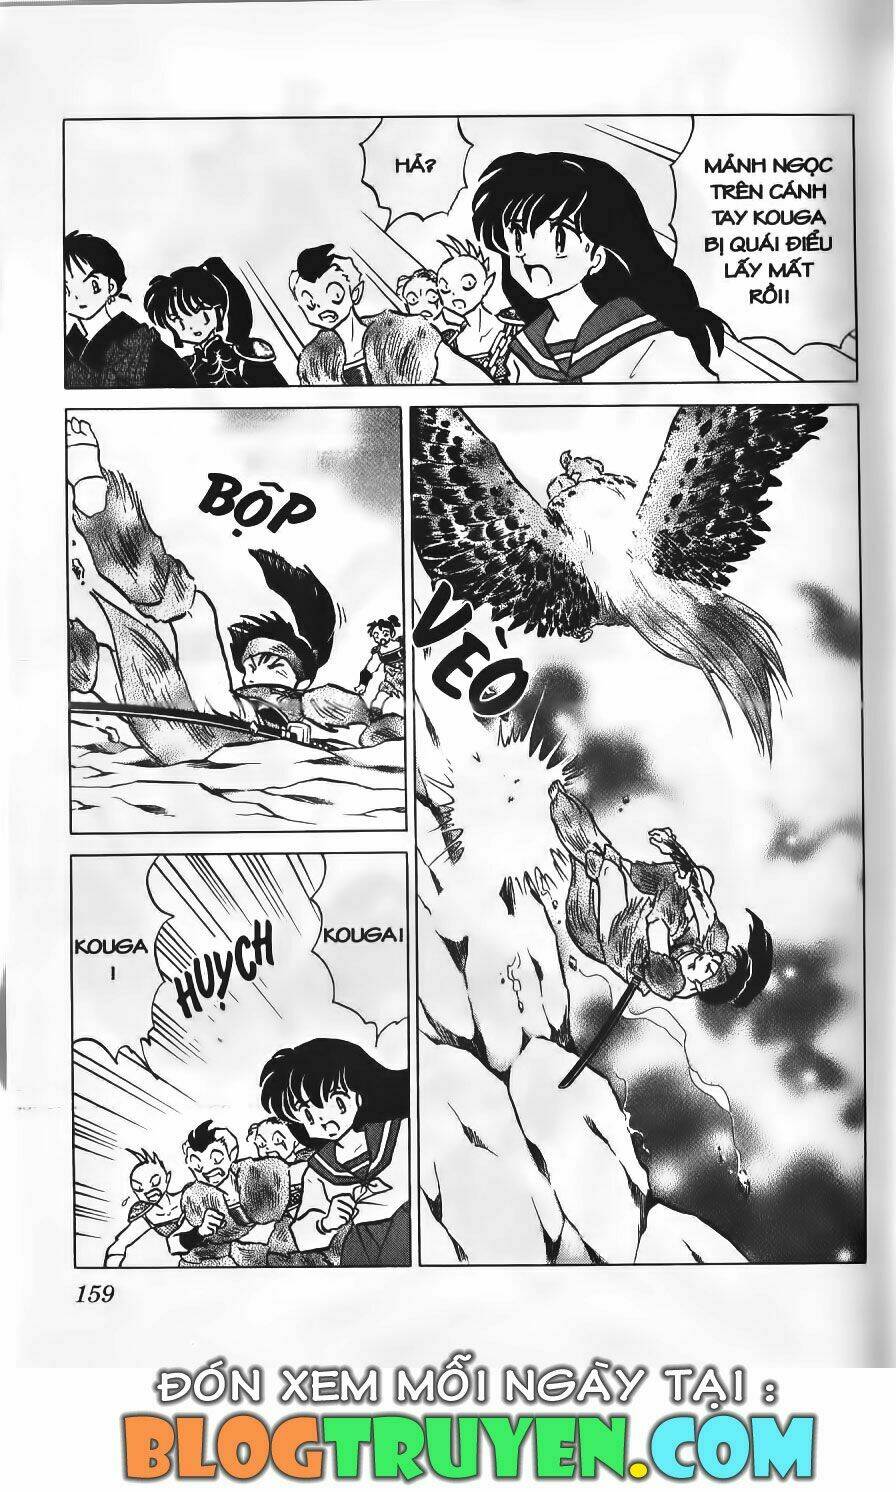 MẢNH NGỌC
TRÊN CÁNH
TAY KOUGA
BỊ QUÁI ĐIỂU
LẤY MẤT
RỒI!
HẢ?
VÈO
BỘP
KOUGA!
HUỴCH
KOUGA
!
159
ĐÓN XEM MỖI NGÀY TẠI :
BLOGTRUYEN.COM